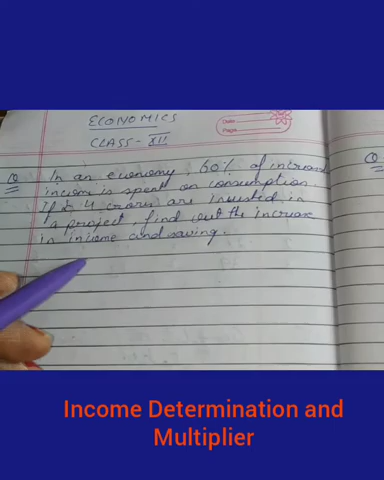 ECONOMICS
Date
Page
CLASS - XII
Q In an economy, 60% of increased
income is spent on consumption.
If ₹ 4 crores are invested in
a project, find out the increase
in income and saving.
Q
Income Determination and
Multiplier